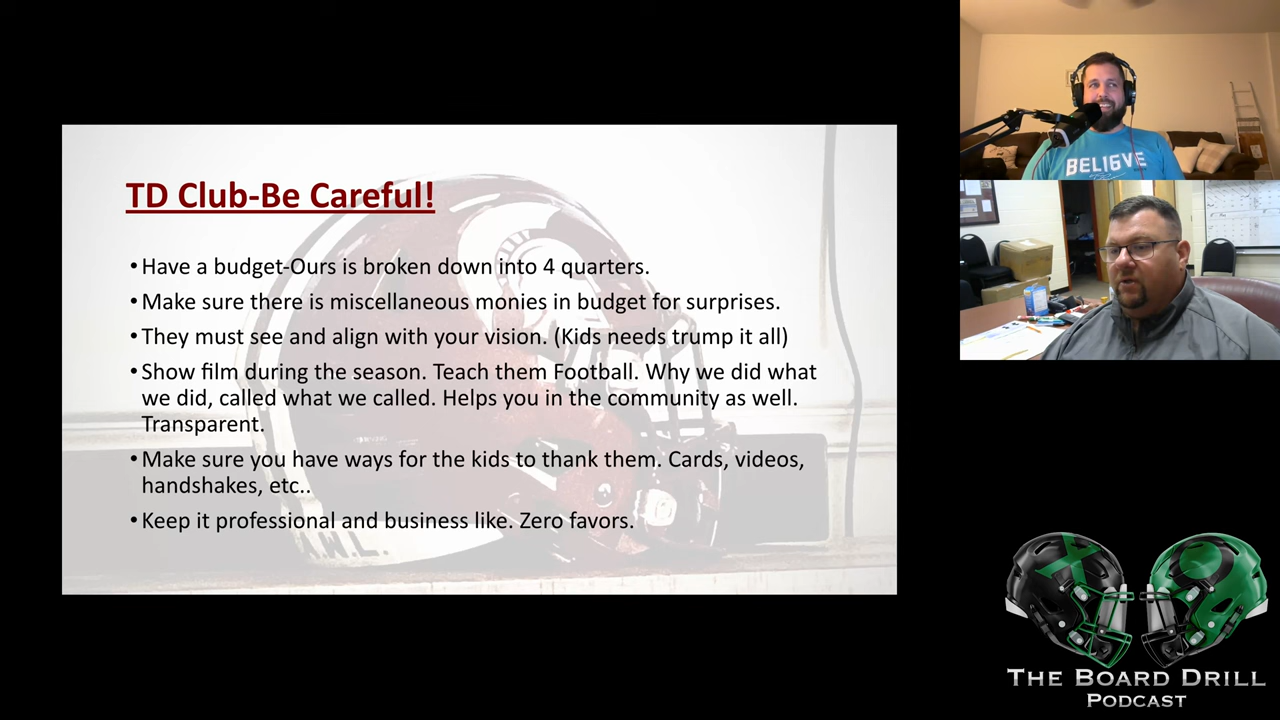 TD Club-Be Careful!
•Have a budget-Ours is broken down into 4 quarters.
•Make sure there is miscellaneous monies in budget for surprises.
•They must see and align with your vision. (Kids needs trump it all)
•Show film during the season. Teach them Football. Why we did what
we did, called what we called. Helps you in the community as well.
Transparent.
•Make sure you have ways for the kids to thank them. Cards, videos,
handshakes, etc..
•Keep it professional and business like. Zero favors.
BELI6VE
THE BOARD DRILL
PODCAST